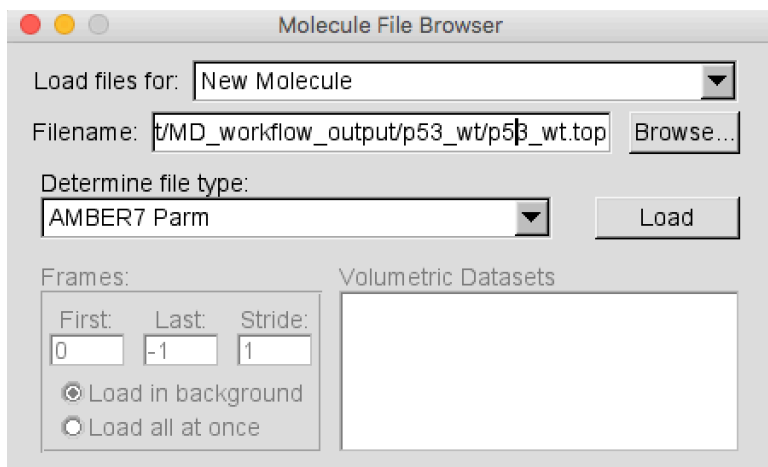 Molecule File Browser
Load files for: New Molecule
Filename: t/MD_workflow_output/p53_wt/p53_wt.top Browse...
Determine file type:
AMBER7 Parm Load
Frames: Volumetric Datasets
First: Last: Stride:
0 -1 1
Load in background
Load all at once